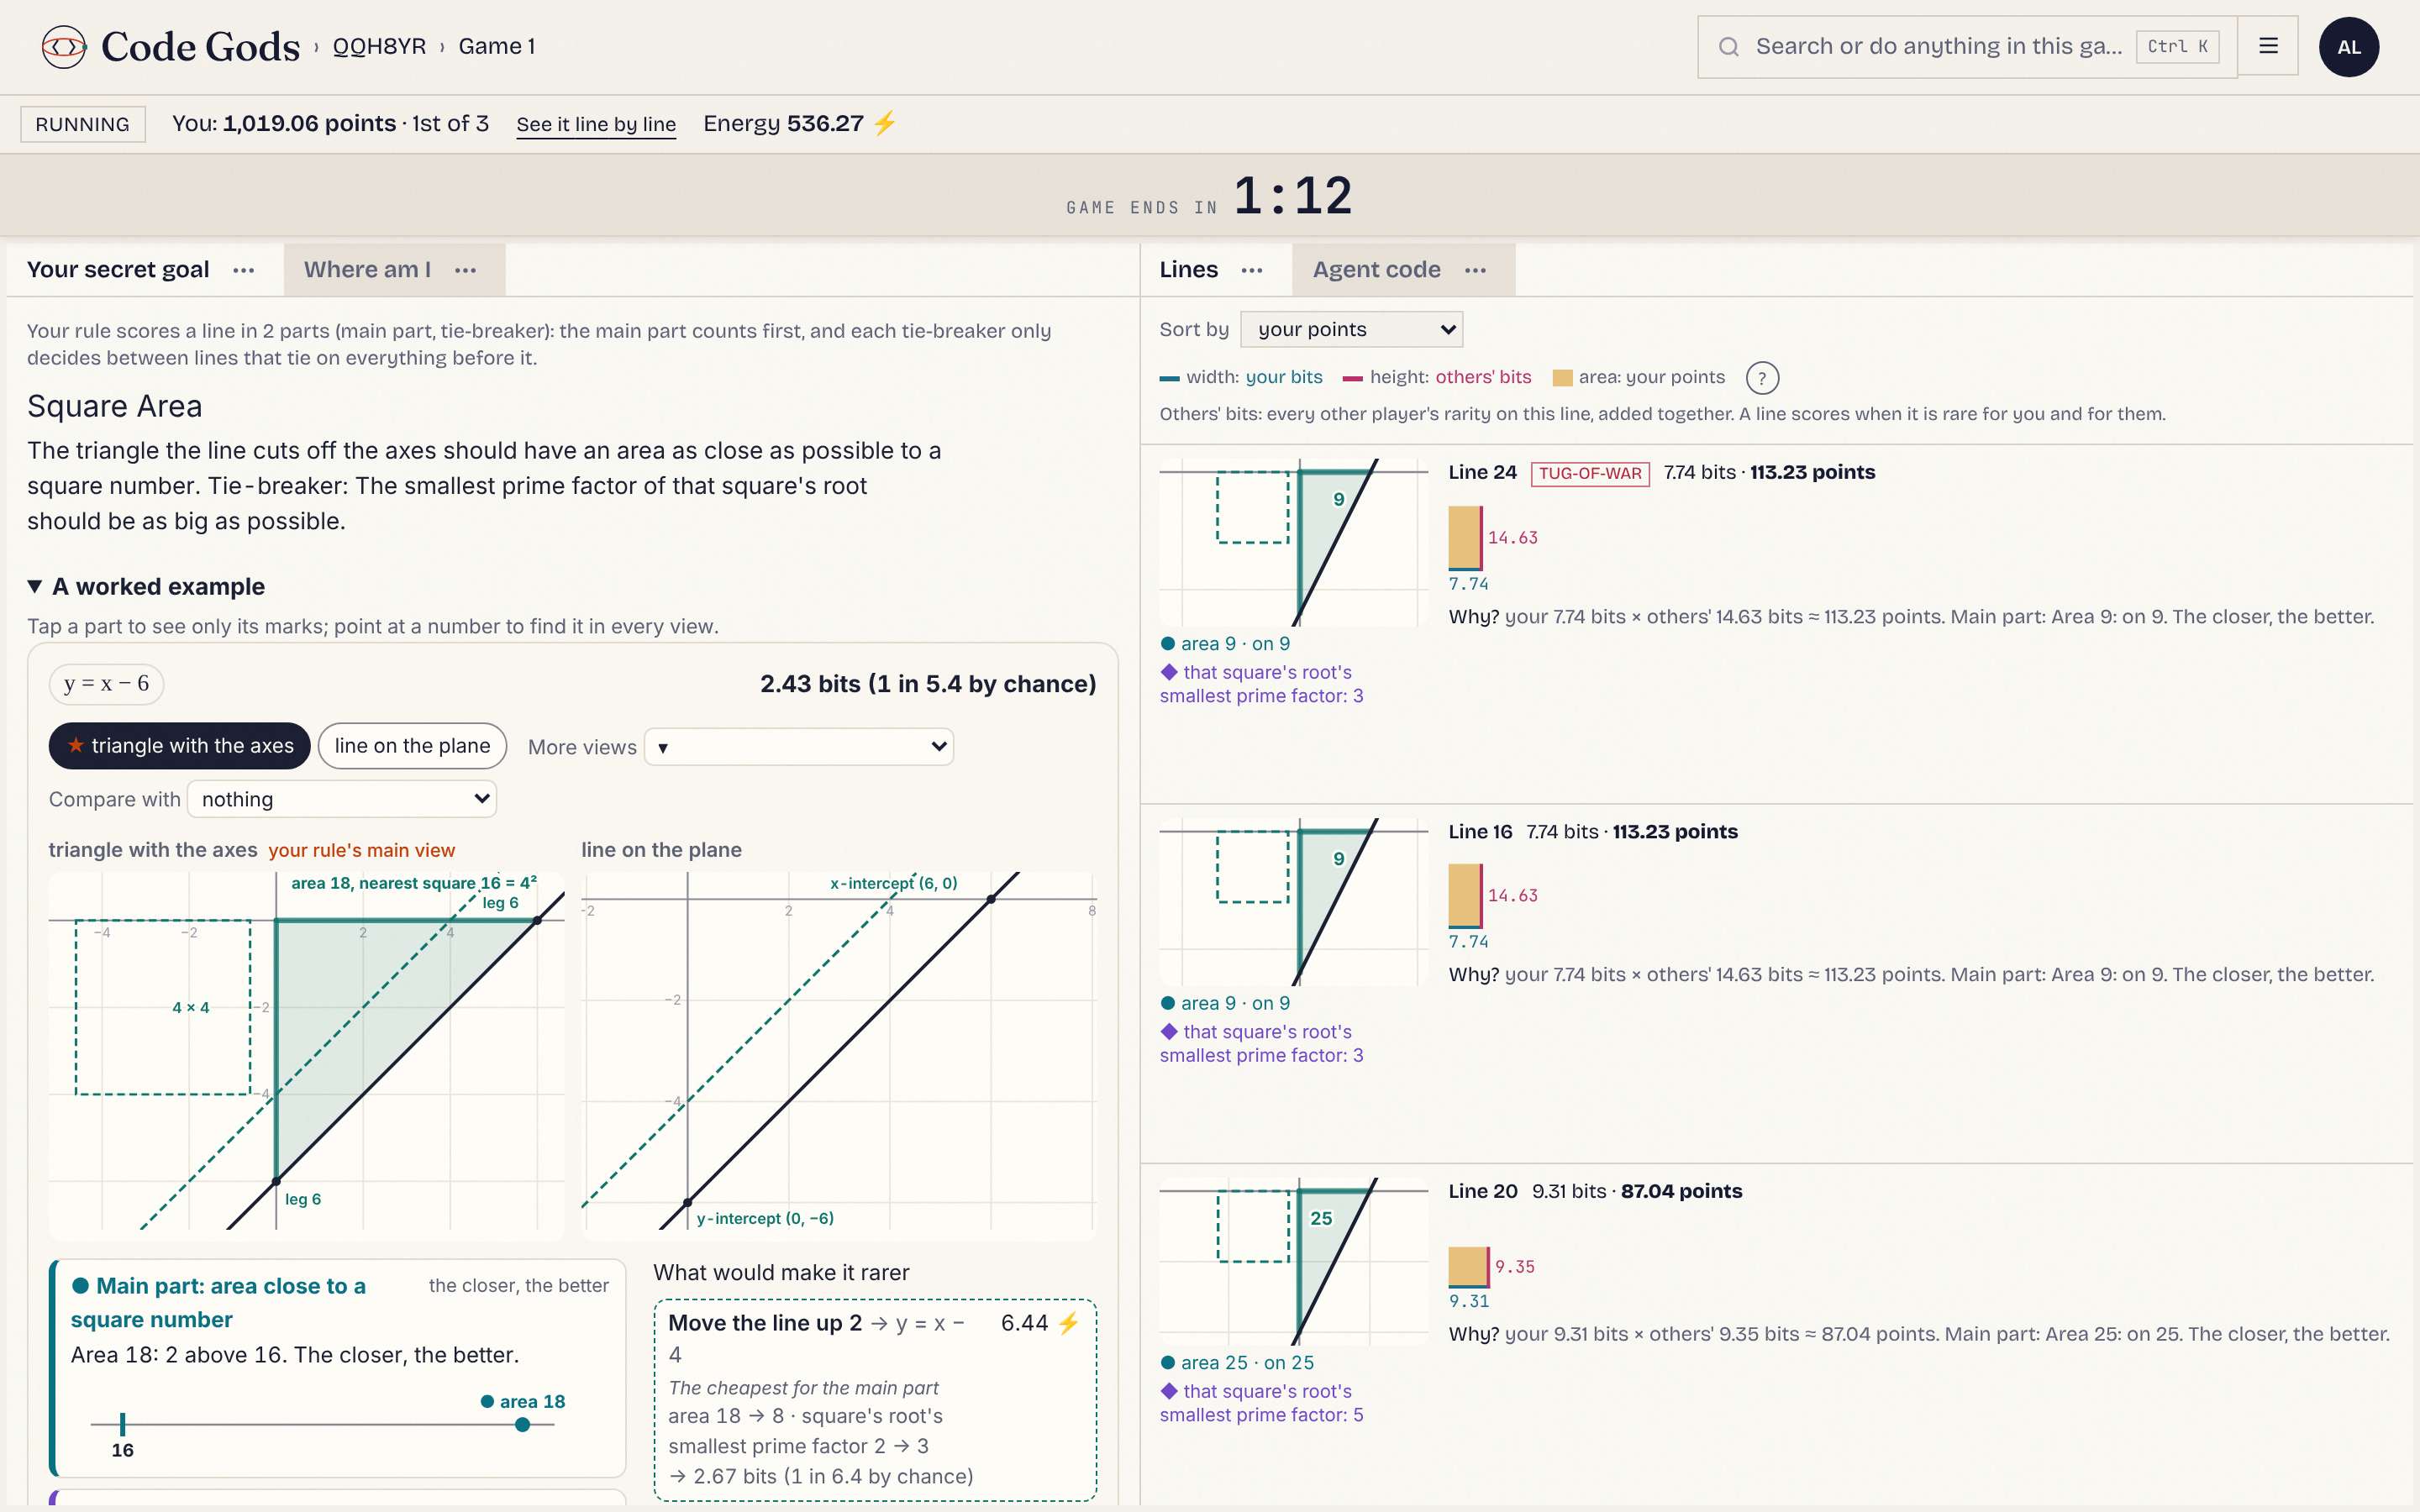 Code Gods › QQH8YR › Game 1
Search or do anything in this ga... Ctrl K
AL
RUNNING You: 1,019.06 points · 1st of 3 See it line by line Energy 536.27 ⚡
GAME ENDS IN 1:12
Your secret goal ··· Where am I ···
Your rule scores a line in 2 parts (main part, tie-breaker): the main part counts first, and each tie-breaker only
decides between lines that tie on everything before it.
Square Area
The triangle the line cuts off the axes should have an area as close as possible to a
square number. Tie-breaker: The smallest prime factor of that square's root
should be as big as possible.
▼ A worked example
Tap a part to see only its marks; point at a number to find it in every view.
y = x − 6
2.43 bits (1 in 5.4 by chance)
★ triangle with the axes line on the plane More views ▾
Compare with nothing
triangle with the axes your rule's main view
area 18, nearest square 16 = 4²
leg 6
−4 −2 2 4
4 × 4
−2
−4
leg 6
line on the plane
x-intercept (6, 0)
-2 2 4 8
−2
−4
y-intercept (0, −6)
● Main part: area close to a
square number
the closer, the better
Area 18: 2 above 16. The closer, the better.
● area 18
16
What would make it rarer
Move the line up 2 → y = x −
4
6.44 ⚡
The cheapest for the main part
area 18 → 8 · square's root's
smallest prime factor 2 → 3
→ 2.67 bits (1 in 6.4 by chance)
Lines ··· Agent code ···
Sort by your points
width: your bits height: others' bits area: your points ?
Others' bits: every other player's rarity on this line, added together. A line scores when it is rare for you and for them.
9
● area 9 · on 9
◆ that square's root's
smallest prime factor: 3
Line 24 TUG-OF-WAR 7.74 bits · 113.23 points
14.63
7.74
Why? your 7.74 bits × others' 14.63 bits ≈ 113.23 points. Main part: Area 9: on 9. The closer, the better.
9
● area 9 · on 9
◆ that square's root's
smallest prime factor: 3
Line 16 7.74 bits · 113.23 points
14.63
7.74
Why? your 7.74 bits × others' 14.63 bits ≈ 113.23 points. Main part: Area 9: on 9. The closer, the better.
25
● area 25 · on 25
◆ that square's root's
smallest prime factor: 5
Line 20 9.31 bits · 87.04 points
9.35
9.31
Why? your 9.31 bits × others' 9.35 bits ≈ 87.04 points. Main part: Area 25: on 25. The closer, the better.